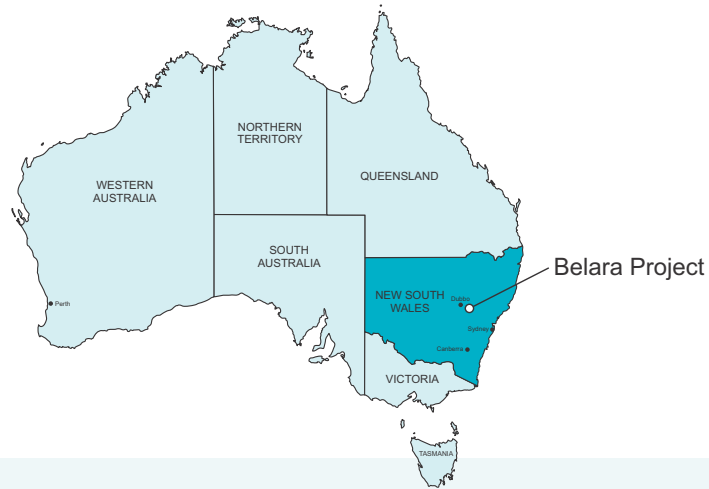 NORTHERN
TERRITORY
QUEENSLAND
WESTERN
AUSTRALIA
SOUTH
AUSTRALIA
Belara Project
NEW SOUTH
WALES
Dubbo
Perth
Sydney
Canberra
VICTORIA
TASMANIA